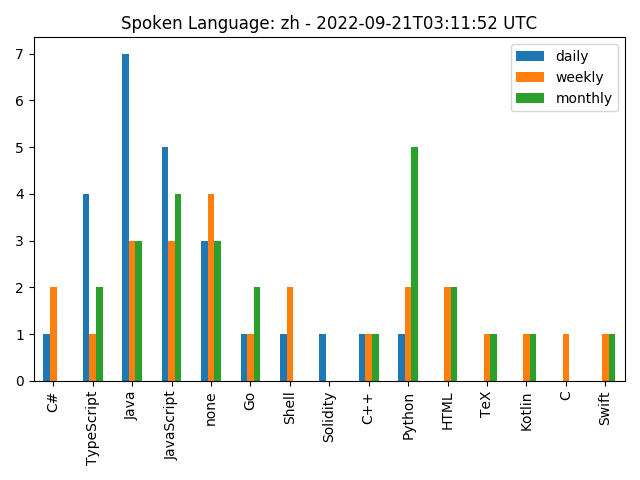 Spoken Language: zh - 2022-09-21T03:11:52 UTC
daily
weekly
monthly
7
6
5
4
3
2
1
0
C#
TypeScript
Java
JavaScript
none
Go
Shell
Solidity
C++
Python
HTML
TeX
Kotlin
C
Swift